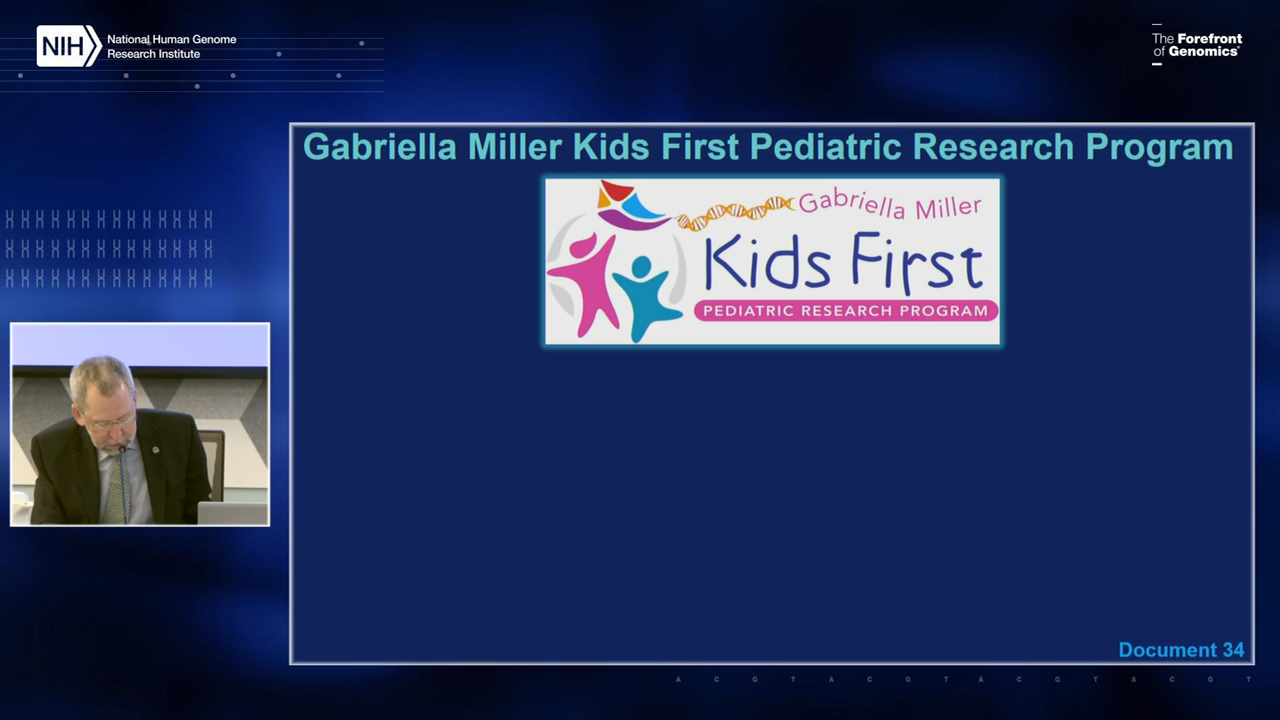 NIH
National Human Genome
Research Institute
The Forefront
of Genomics®
Gabriella Miller Kids First Pediatric Research Program
Gabriella Miller
Kids First
PEDIATRIC RESEARCH PROGRAM
Document 34
A C G T A C G T A C G T A C G T